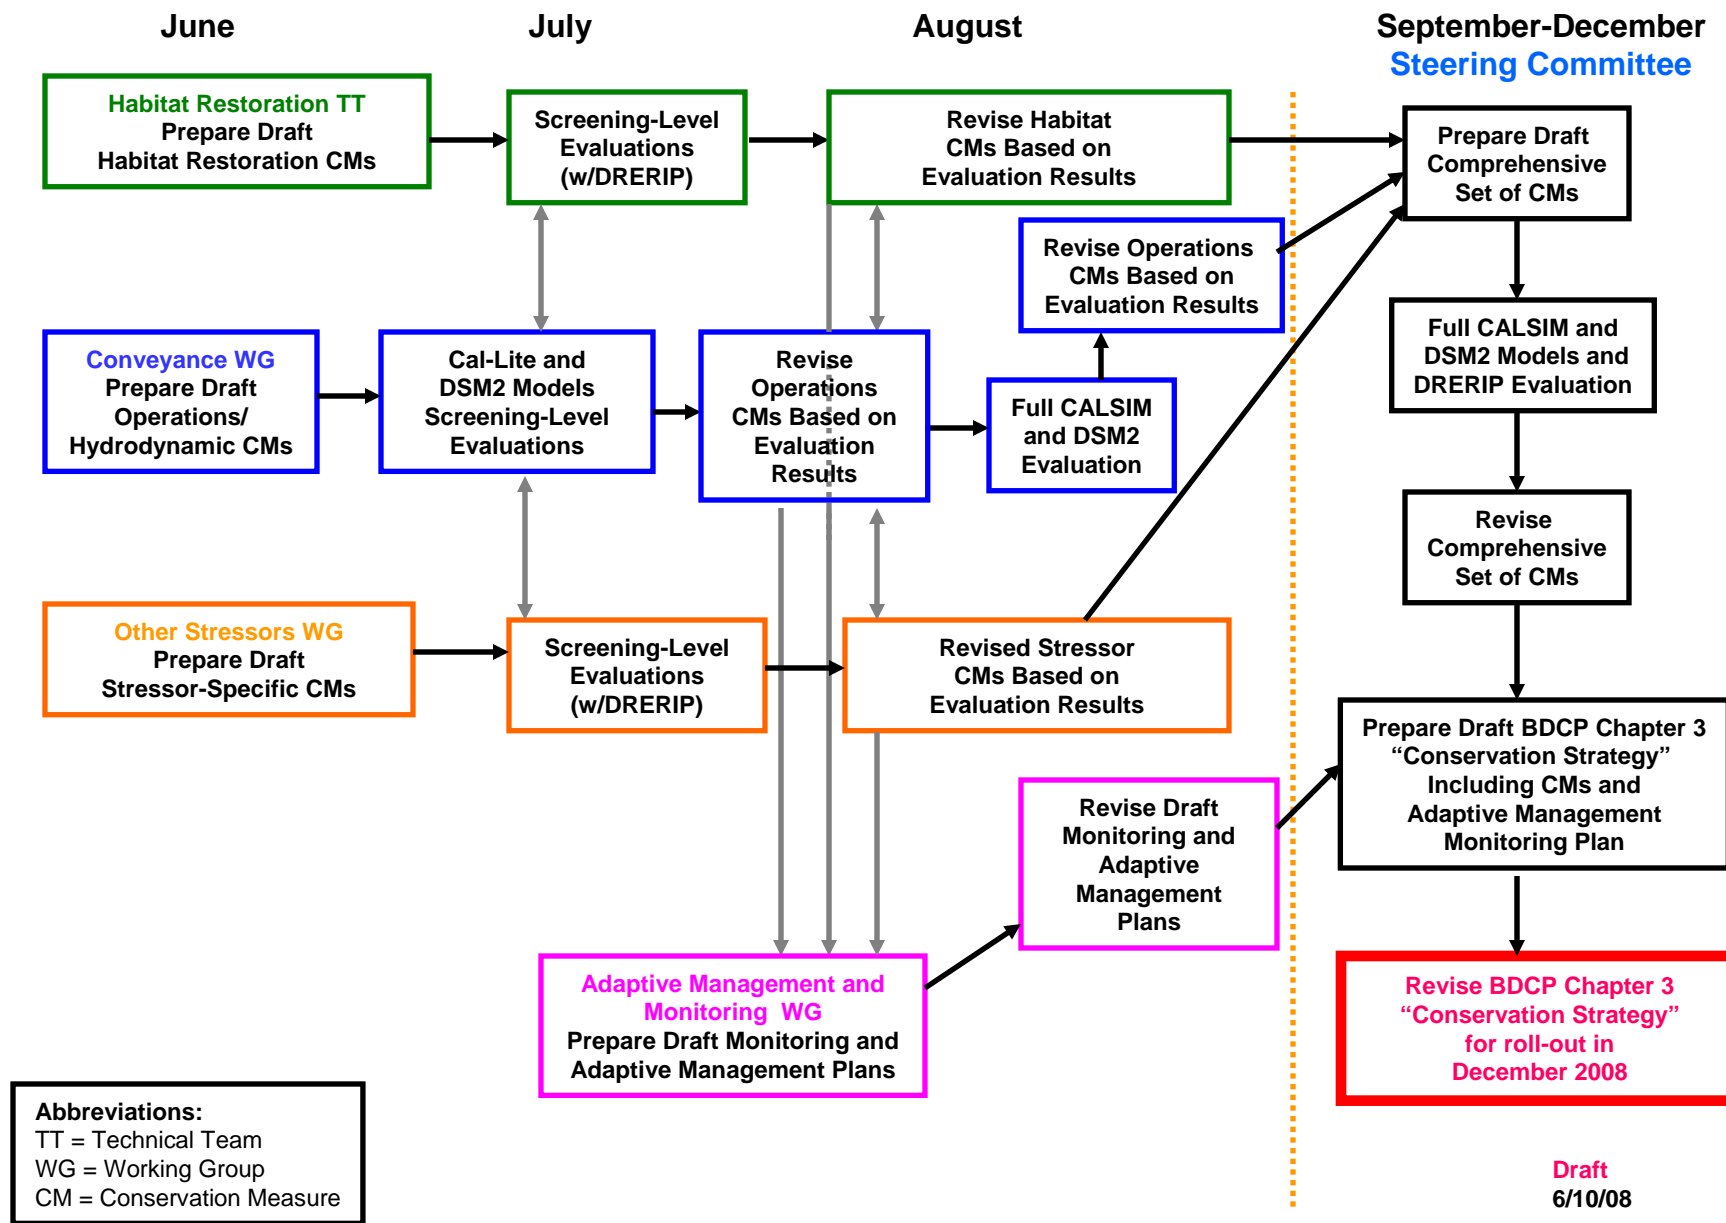 June
July
August
September-December
Steering Committee
Habitat Restoration TT
Prepare Draft
Habitat Restoration CMs
Screening-Level
Evaluations
(w/DRERIP)
Revise Habitat
CMs Based on
Evaluation Results
Prepare Draft
Comprehensive
Set of CMs
Revise Operations
CMs Based on
Evaluation Results
Conveyance WG
Prepare Draft
Operations/
Hydrodynamic CMs
Cal-Lite and
DSM2 Models
Screening-Level
Evaluations
Revise
Operations
CMs Based on
Evaluation
Results
Full CALSIM
and DSM2
Evaluation
Full CALSIM and
DSM2 Models and
DRERIP Evaluation
Revise
Comprehensive
Set of CMs
Other Stressors WG
Prepare Draft
Stressor-Specific CMs
Screening-Level
Evaluations
(w/DRERIP)
Revised Stressor
CMs Based on
Evaluation Results
Prepare Draft BDCP Chapter 3
“Conservation Strategy”
Including CMs and
Adaptive Management
Monitoring Plan
Revise Draft
Monitoring and
Adaptive
Management
Plans
Adaptive Management and
Monitoring WG
Prepare Draft Monitoring and
Adaptive Management Plans
Revise BDCP Chapter 3
“Conservation Strategy”
for roll-out in
December 2008
Abbreviations:
TT = Technical Team
WG = Working Group
CM = Conservation Measure
Draft
6/10/08